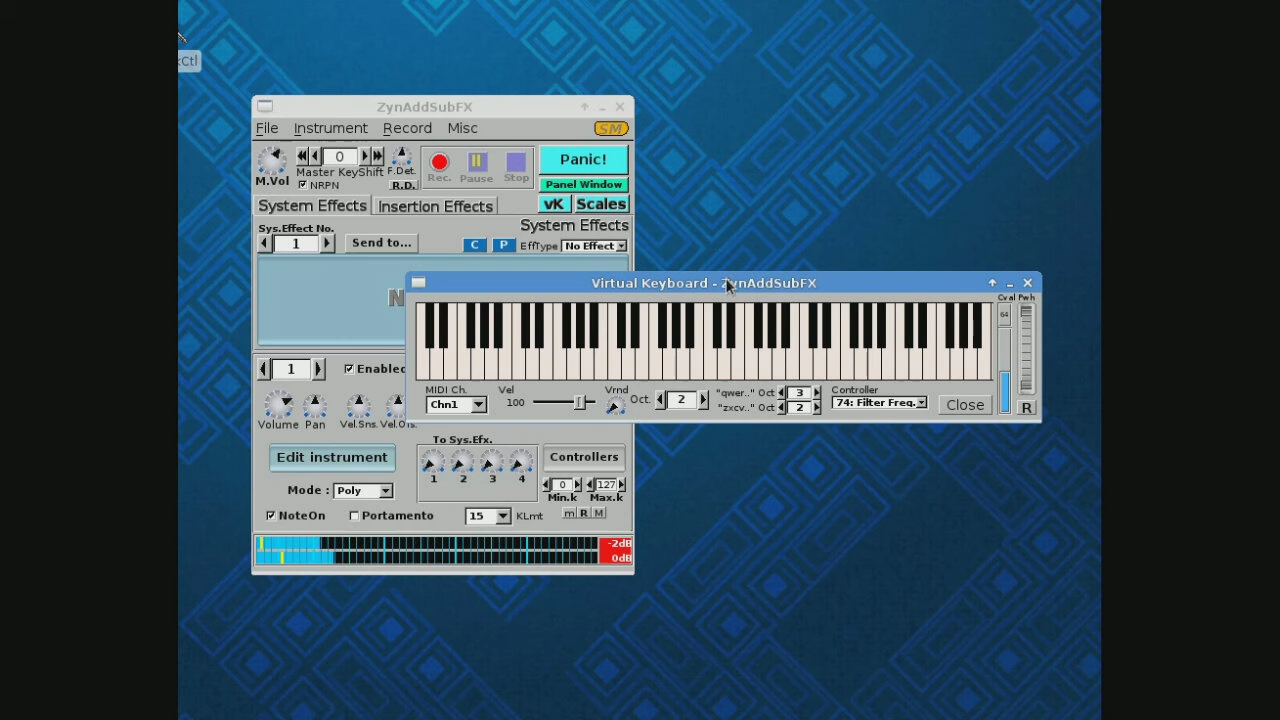 xCtl
ZynAddSubFX
File Instrument Record Misc SM
0
Master KeyShift F.Det.
M.Vol NRPN R.D.
Rec. Pause Stop
Panic!
Panel Window
vK Scales
System Effects Insertion Effects
System Effects
Sys.Effect No.
1 Send to... C P EffType No Effect
N
Virtual Keyboard - ZynAddSubFX
Cval Pwh
64
1 Enabled
MIDI Ch. Vel Vrnd "qwer.." Oct 3 Controller
Chn1 100 Oct. 2 "zxcv.." Oct 2 74: Filter Freq. Close R
Volume Pan Vel.Sns. Vel.Ofs.
To Sys.Efx.
Edit instrument Controllers
1 2 3 4
Mode : Poly 0 127
Min.k Max.k
NoteOn Portamento 15 KLmt m R M
-2dB
0dB